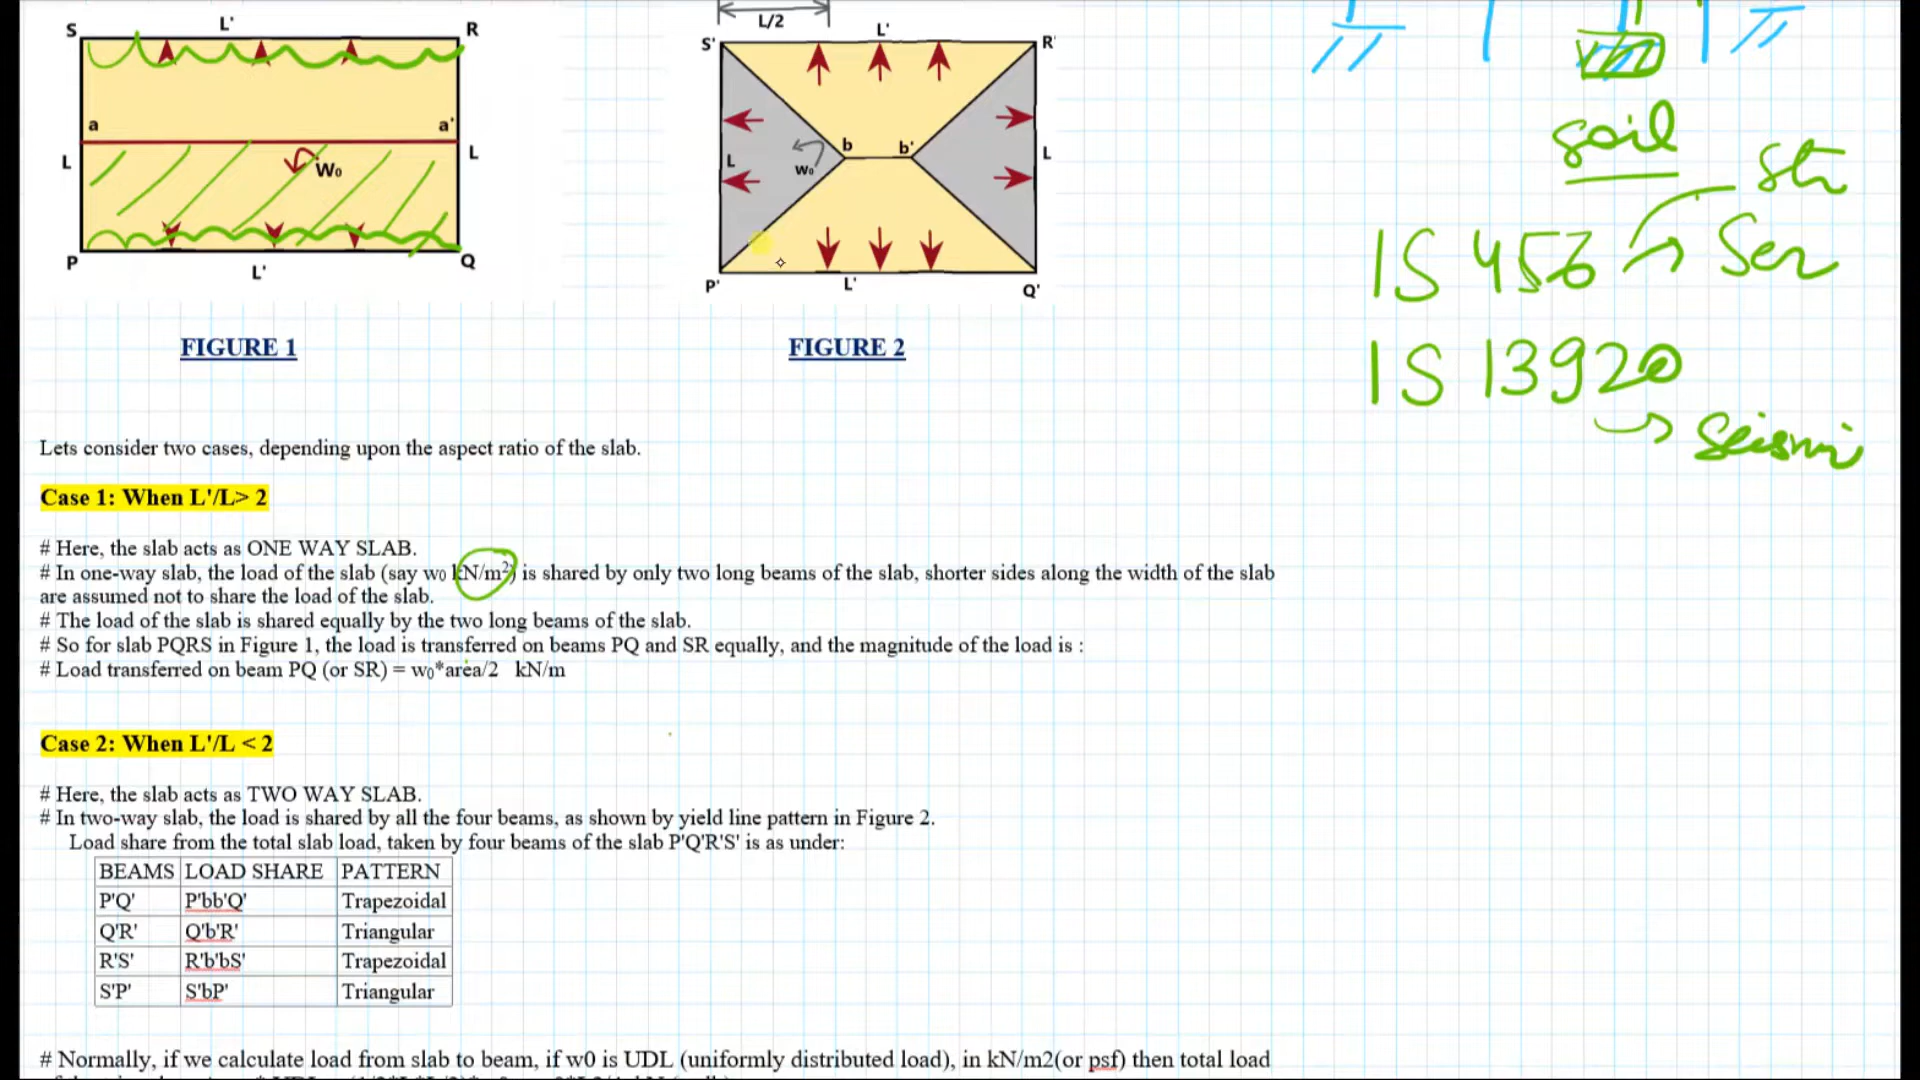 L/2
S
L'
R
S'
L'
R'
a
a'
L
L
W₀
L
b
b'
L
w₀
P
L'
Q
P'
L'
Q'
FIGURE 1
FIGURE 2
soil
IS 456
IS 13920
Lets consider two cases, depending upon the aspect ratio of the slab.
Case 1: When L'/L> 2
# Here, the slab acts as ONE WAY SLAB.
# In one-way slab, the load of the slab (say w₀ kN/m²) is shared by only two long beams of the slab, shorter sides along the width of the slab
are assumed not to share the load of the slab.
# The load of the slab is shared equally by the two long beams of the slab.
# So for slab PQRS in Figure 1, the load is transferred on beams PQ and SR equally, and the magnitude of the load is :
# Load transferred on beam PQ (or SR) = w₀*area/2 kN/m
Case 2: When L'/L < 2
# Here, the slab acts as TWO WAY SLAB.
# In two-way slab, the load is shared by all the four beams, as shown by yield line pattern in Figure 2.
Load share from the total slab load, taken by four beams of the slab P'Q'R'S' is as under:
BEAMS LOAD SHARE PATTERN
P'Q' P'bb'Q' Trapezoidal
Q'R' Q'b'R' Triangular
R'S' R'b'bS' Trapezoidal
S'P' S'bP' Triangular
# Normally, if we calculate load from slab to beam, if w0 is UDL (uniformly distributed load), in kN/m2(or psf) then total load